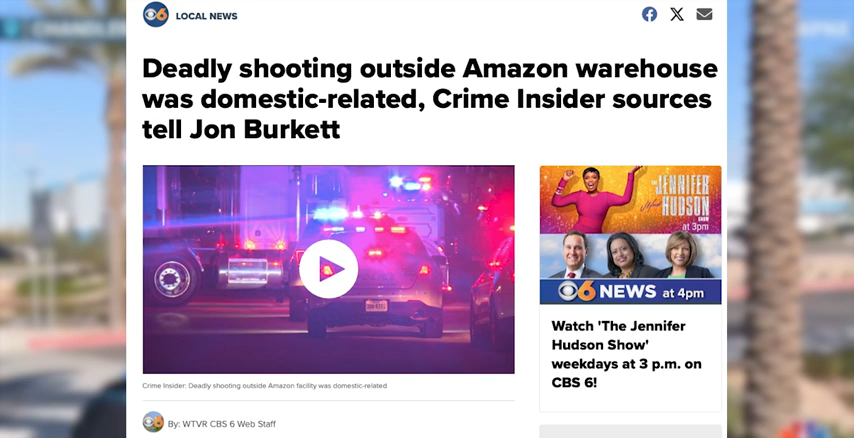 LOCAL NEWS
Deadly shooting outside Amazon warehouse
was domestic-related, Crime Insider sources
tell Jon Burkett
THE
JENNIFER
HUDSON
SHOW
at 3pm
6 NEWS at 4pm
Crime Insider: Deadly shooting outside Amazon facility was domestic-related
Watch 'The Jennifer
Hudson Show'
weekdays at 3 p.m. on
CBS 6!
By: WTVR CBS 6 Web Staff